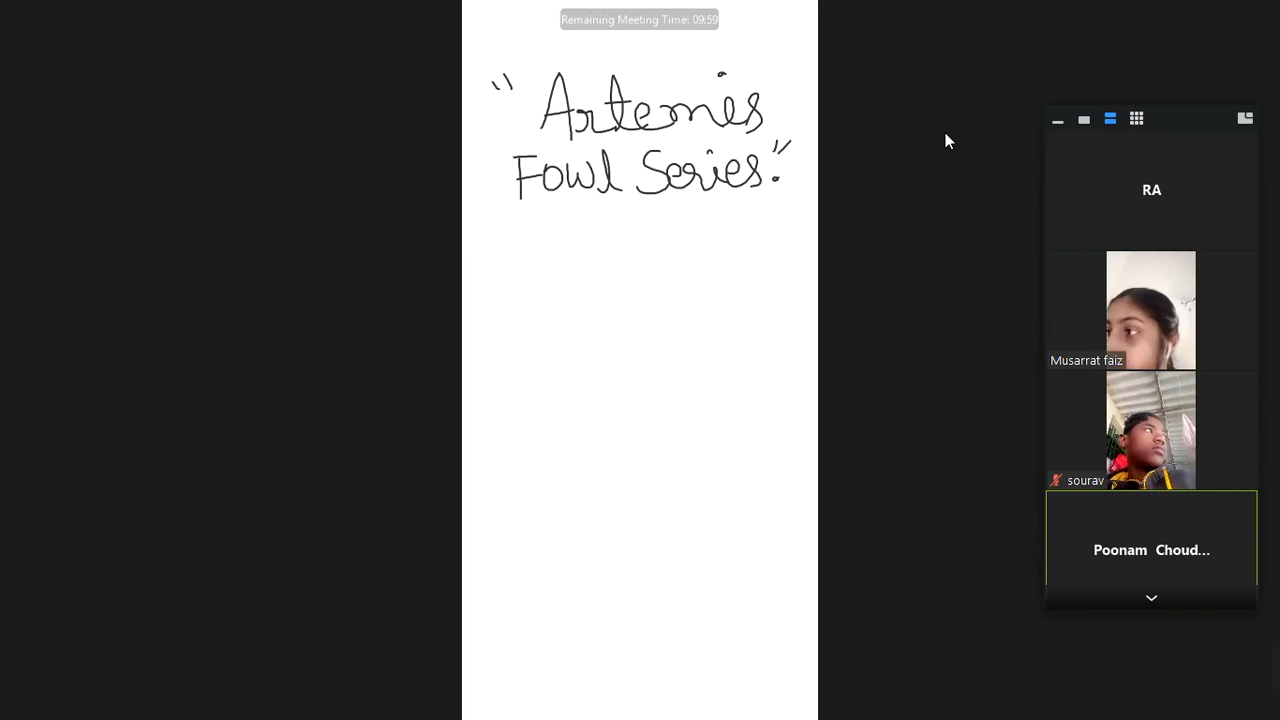 Remaining Meeting Time: 09:59
" Artemis
Fowl Series."
RA
Musarrat faiz
sourav
Poonam Choud...